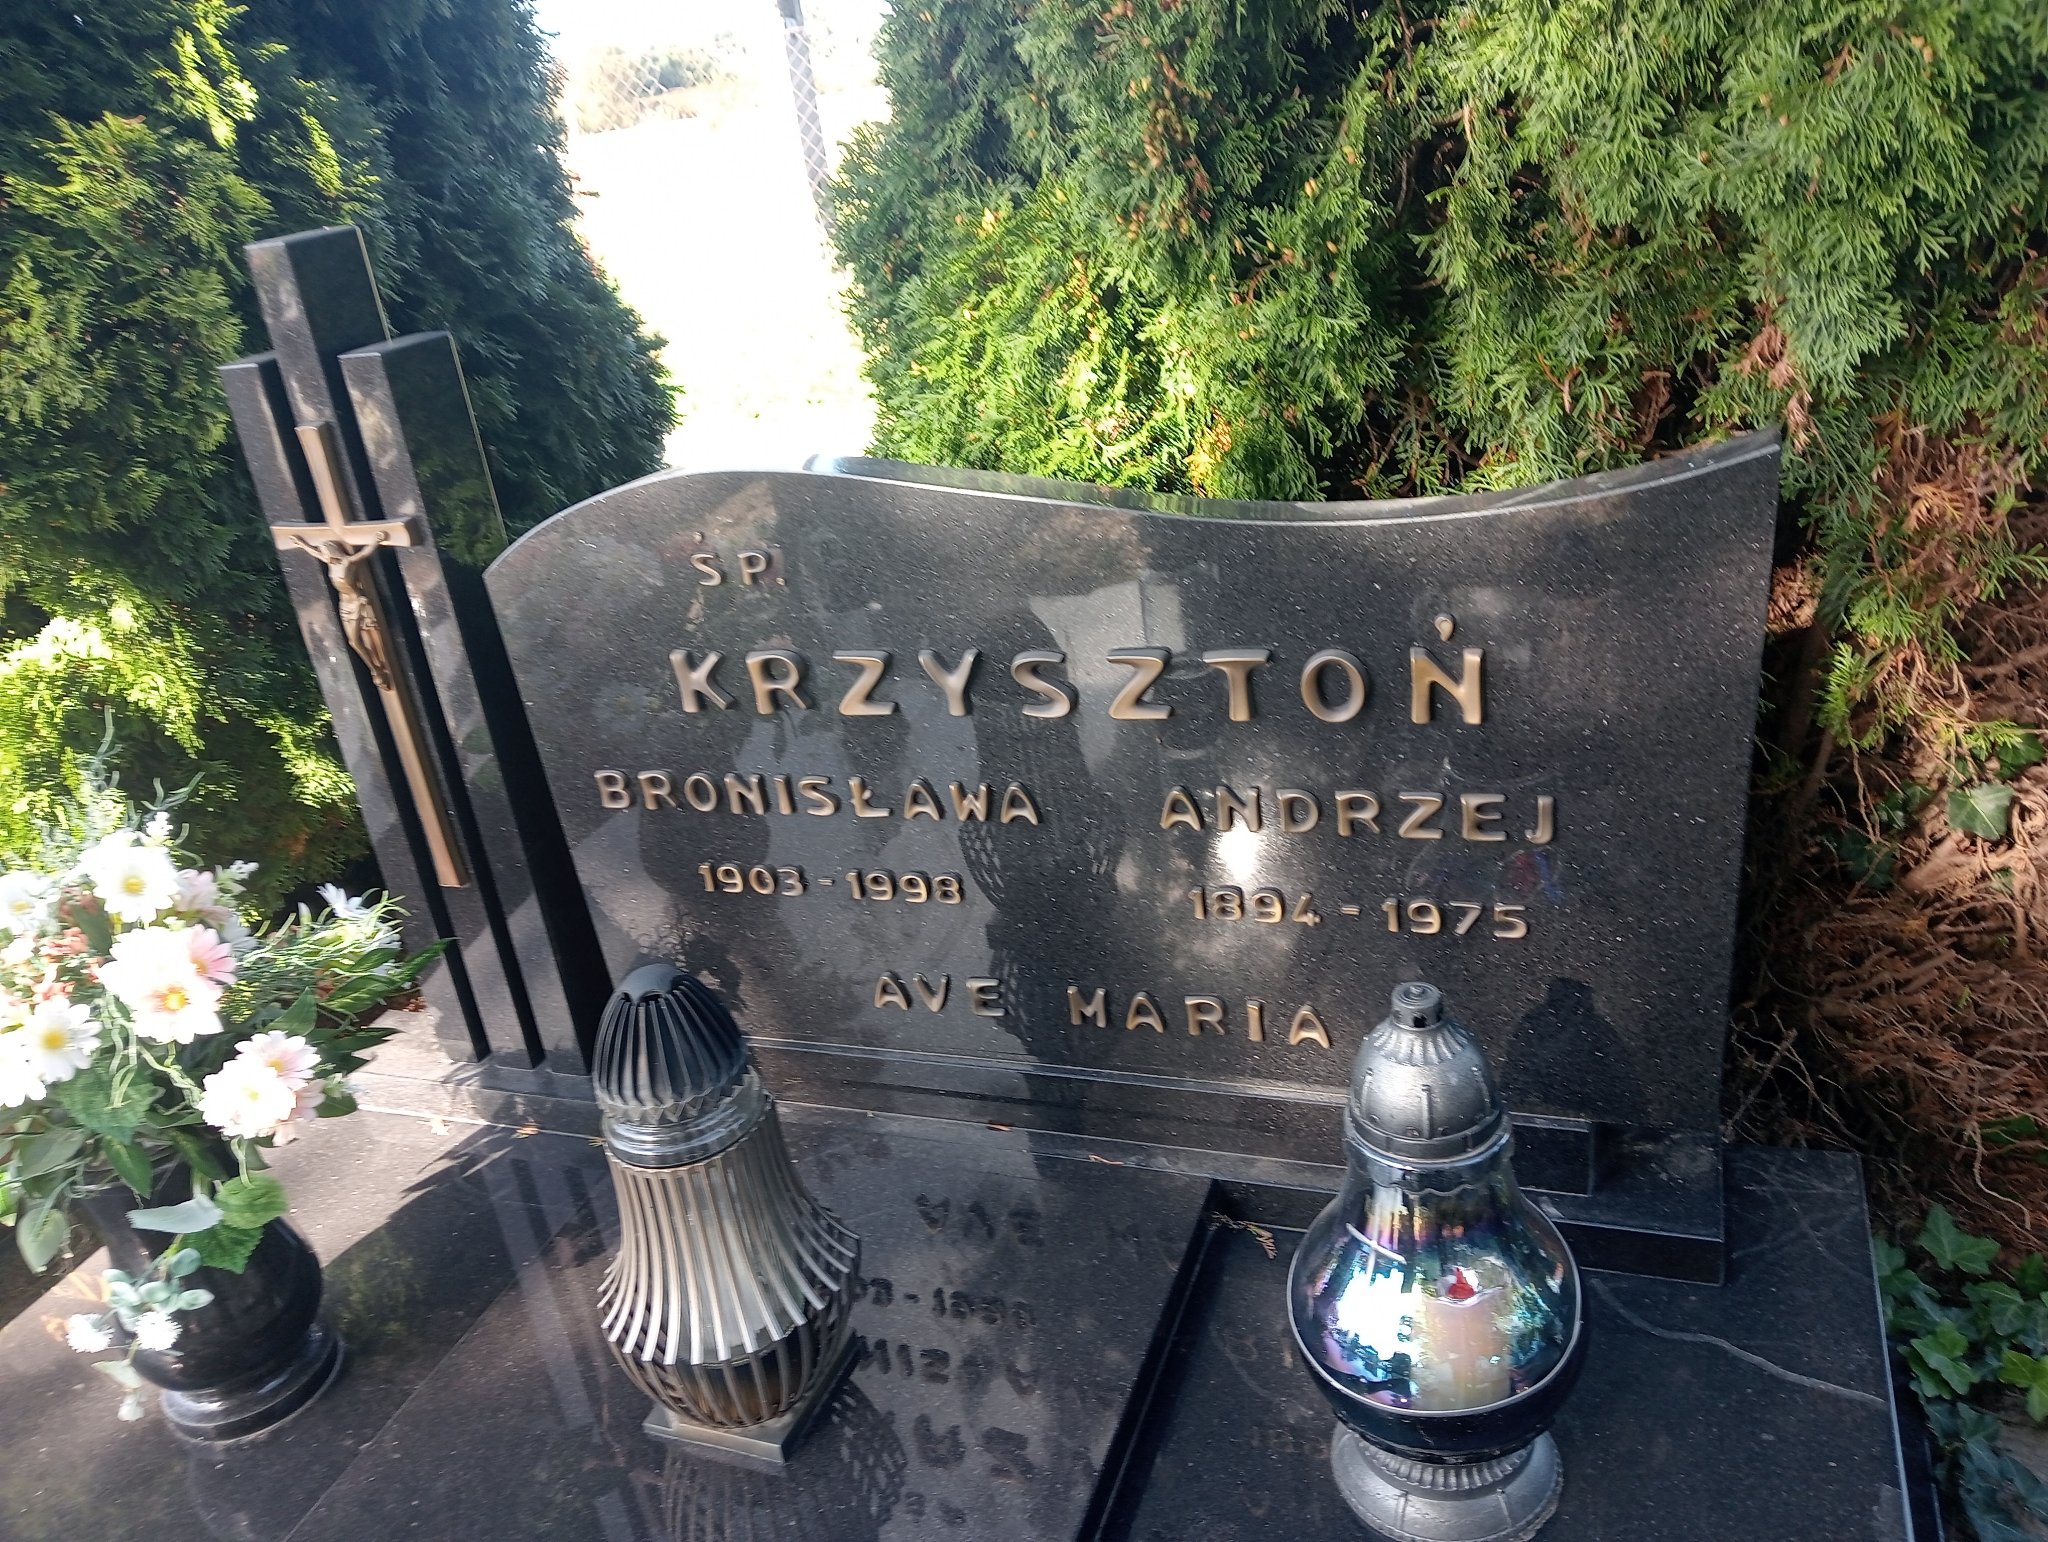 ŚP.
KRZYSZTOŃ
BRONISŁAWA ANDRZEJ
1903-1998 1894-1975
AVE MARIA